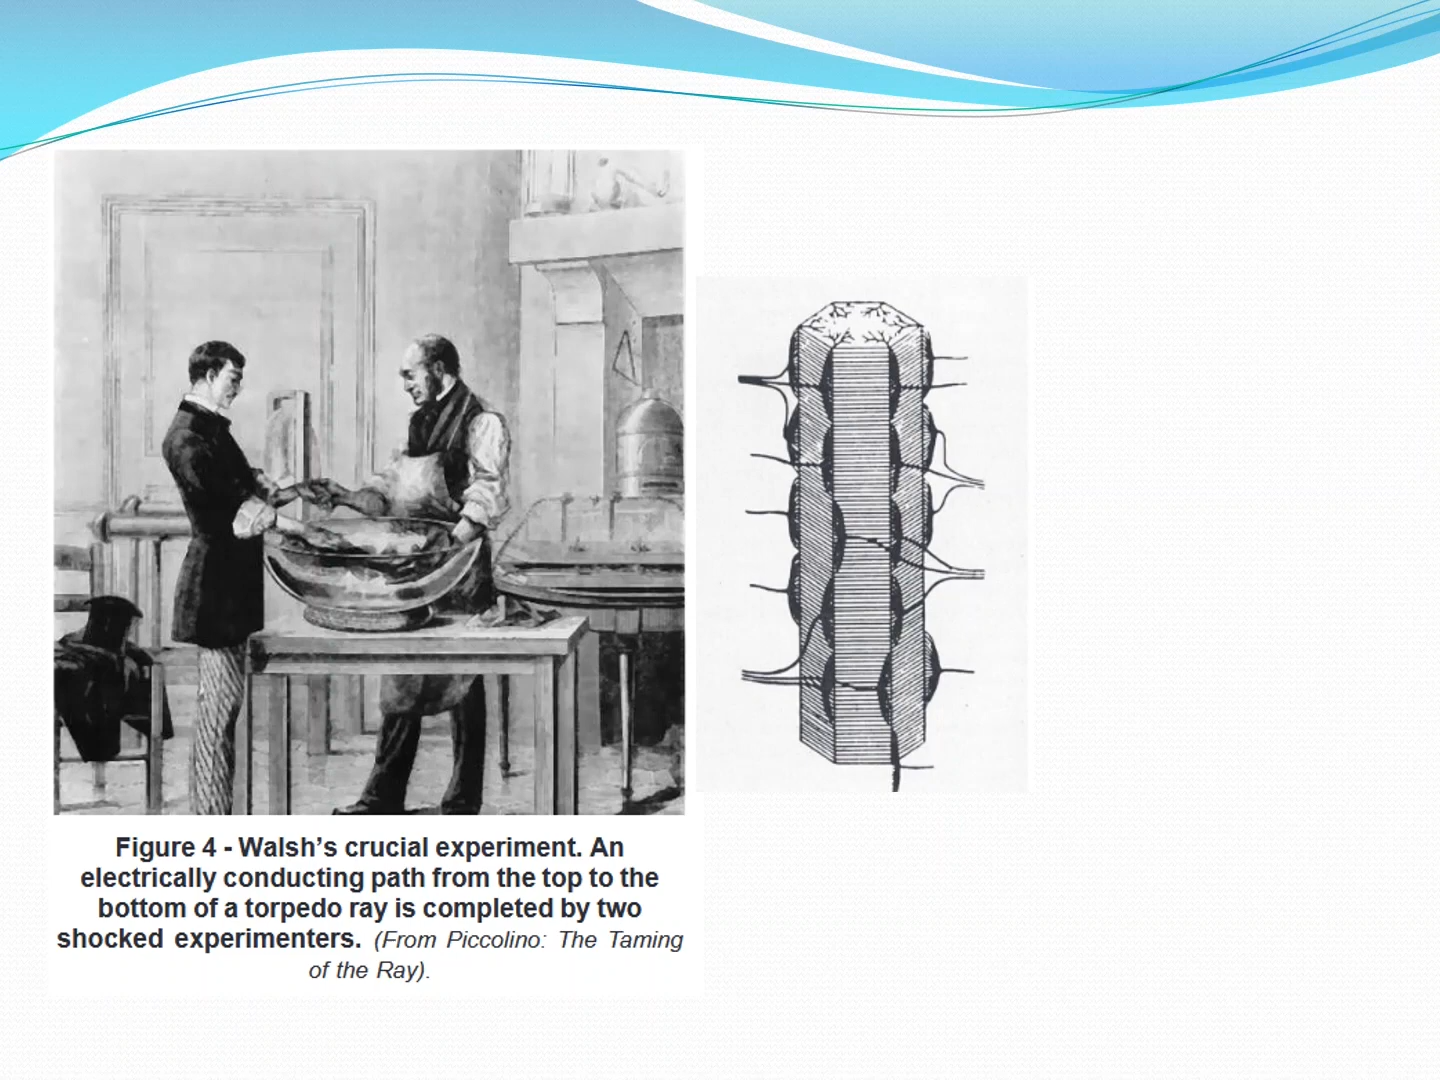 Figure 4 - Walsh’s crucial experiment. An
electrically conducting path from the top to the
bottom of a torpedo ray is completed by two
shocked experimenters. (From Piccolino: The Taming
of the Ray).